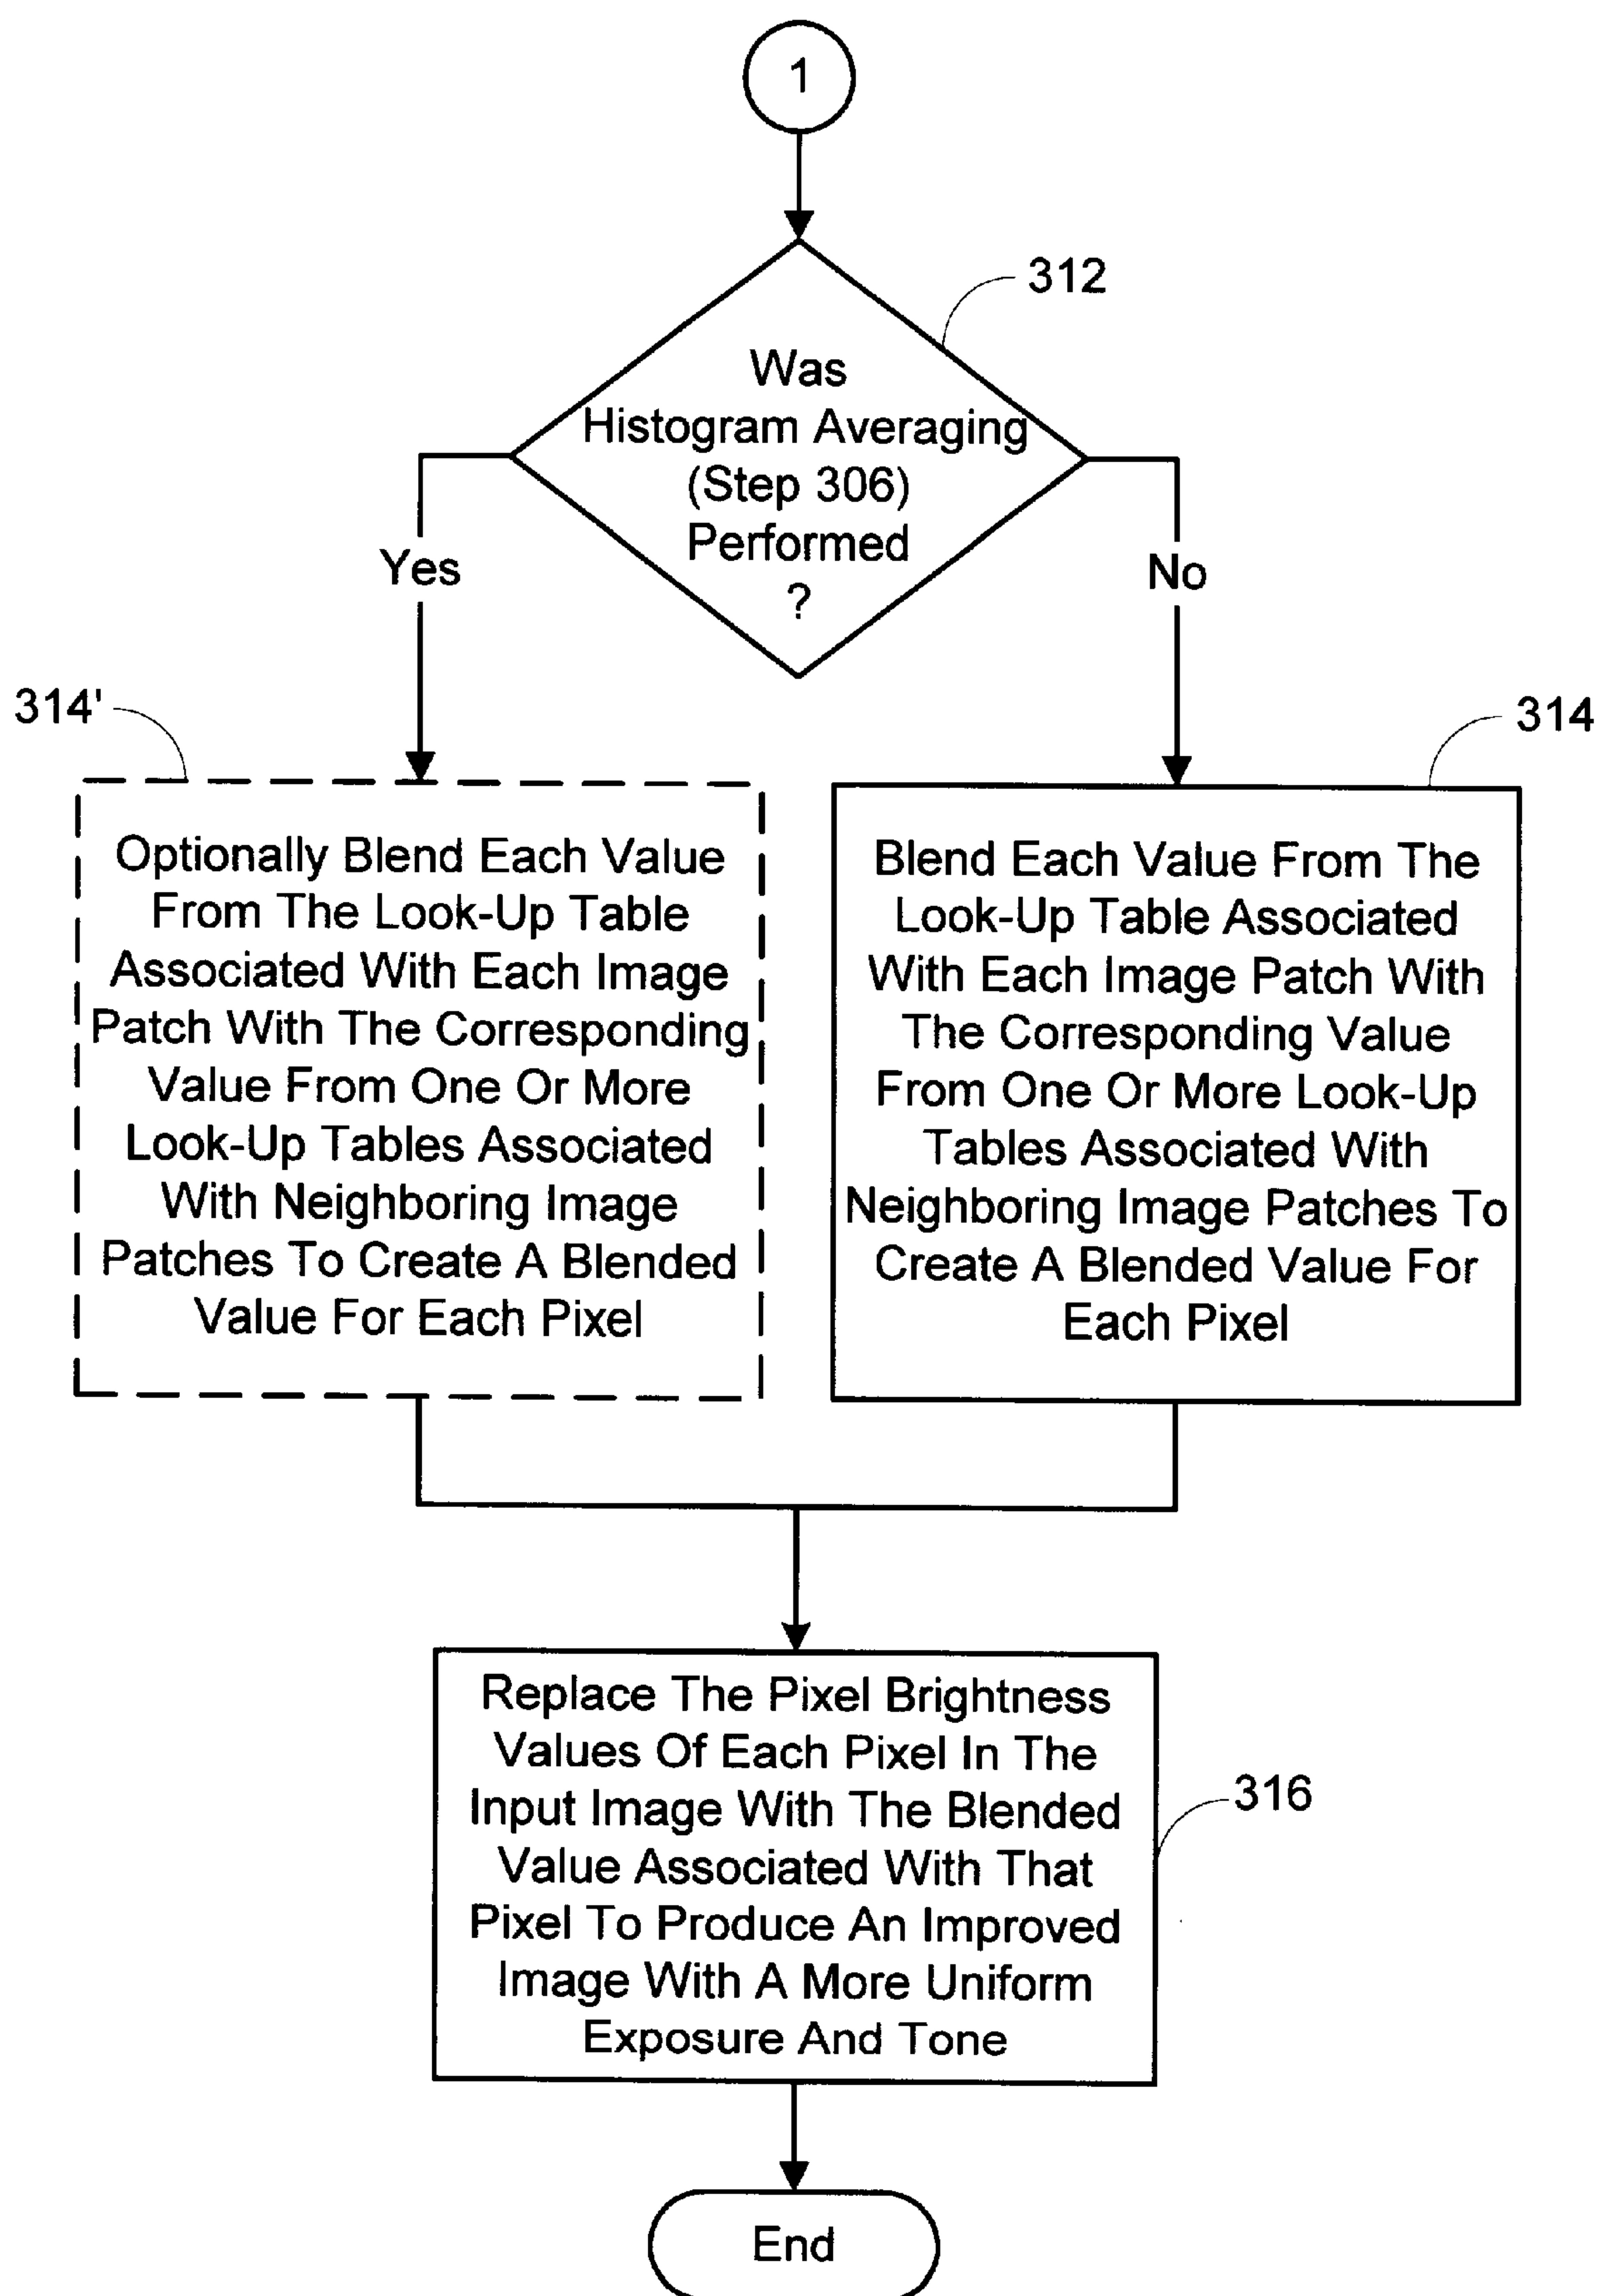 1
312
Was
Histogram Averaging
(Step 306)
Performed
?
Yes
No
314'
314
Optionally Blend Each Value
From The Look-Up Table
Associated With Each Image
Patch With The Corresponding
Value From One Or More
Look-Up Tables Associated
With Neighboring Image
Patches To Create A Blended
Value For Each Pixel
Blend Each Value From The
Look-Up Table Associated
With Each Image Patch With
The Corresponding Value
From One Or More Look-Up
Tables Associated With
Neighboring Image Patches To
Create A Blended Value For
Each Pixel
Replace The Pixel Brightness
Values Of Each Pixel In The
Input Image With The Blended
Value Associated With That
Pixel To Produce An Improved
Image With A More Uniform
Exposure And Tone
316
End